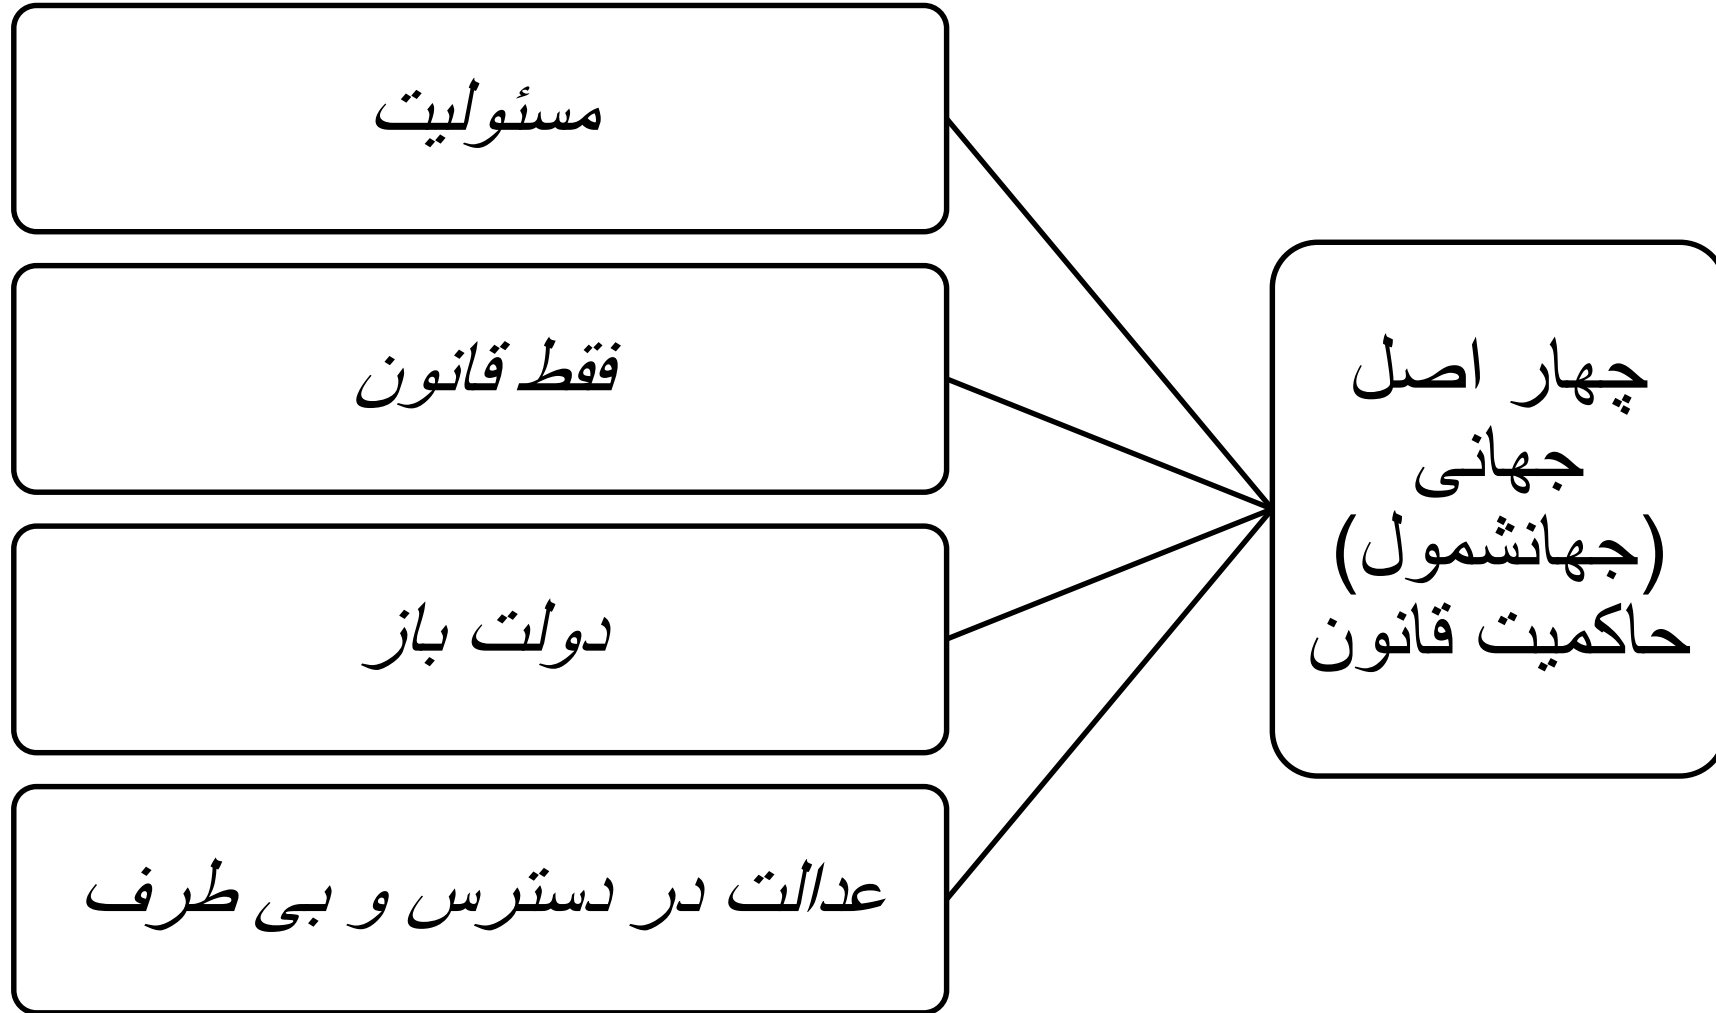 چهار اصل
جهانی
(جهانشمول)
حاکمیت قانون
مسئولیت
فقط قانون
دولت باز
عدالت در دسترس و بی طرف